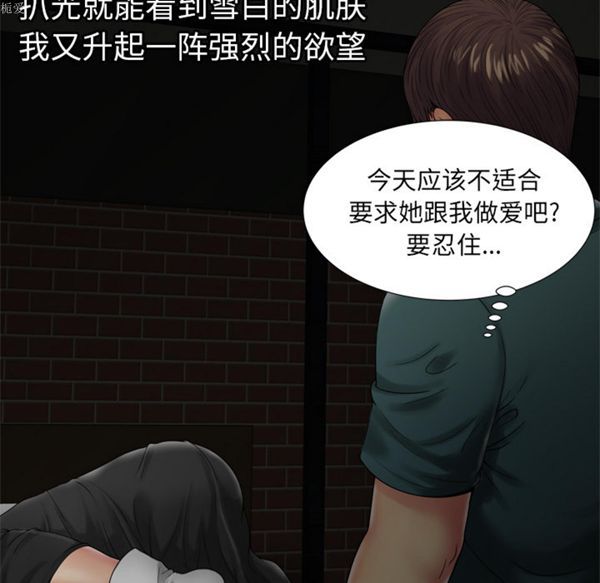 栀爱
扒光就能看到雪白的肌肤
我又升起一阵强烈的欲望
今天应该不适合
要求她跟我做爱吧?
要忍住...